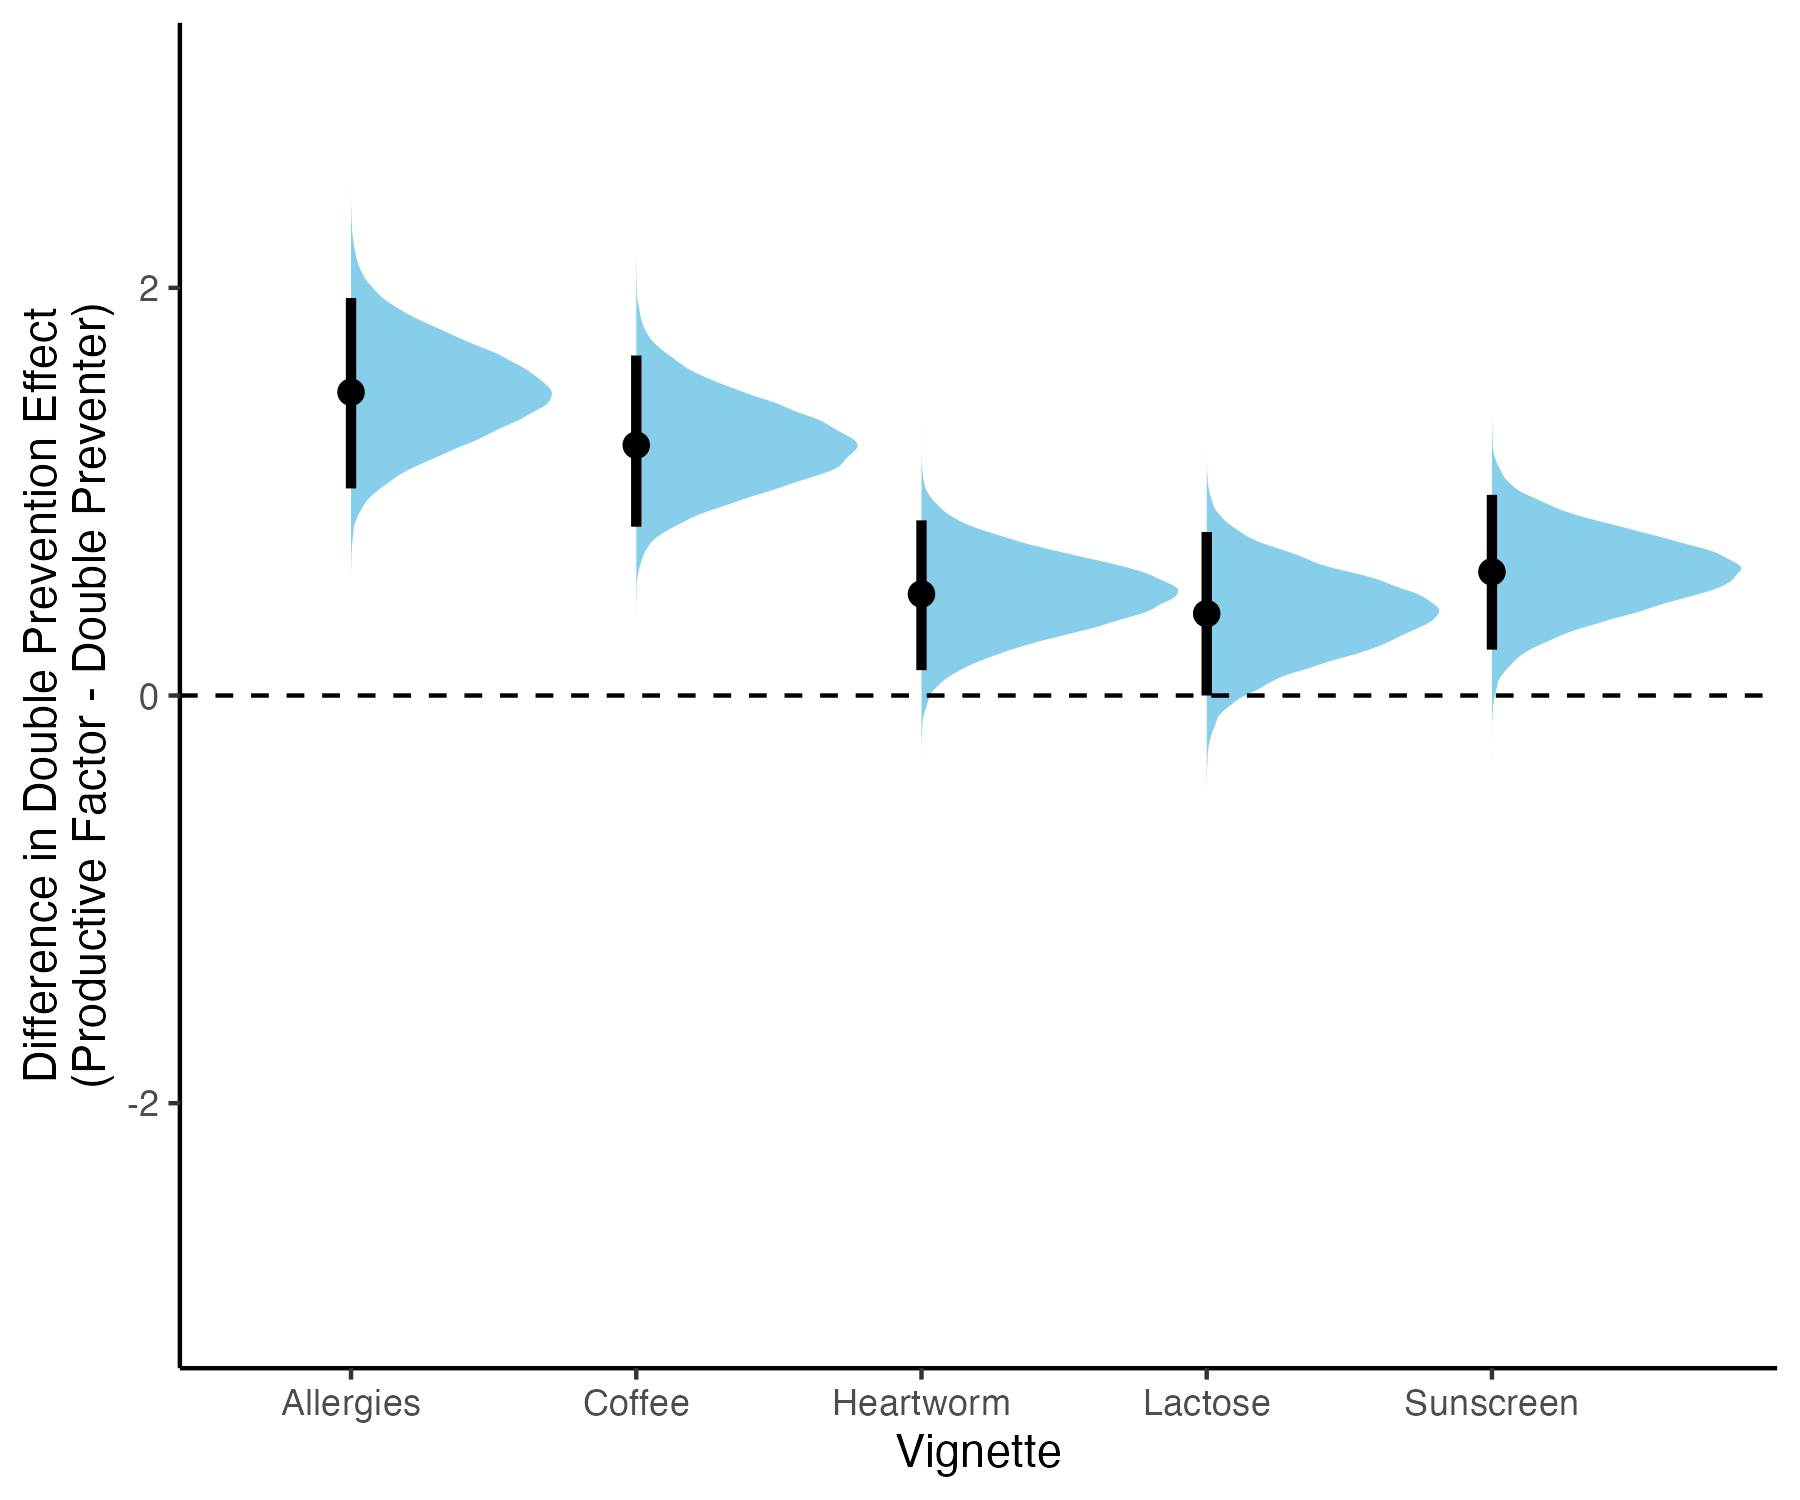 Difference in Double Prevention Effect
(Productive Factor - Double Preventer)
2
0
-2
Allergies
Coffee
Heartworm
Lactose
Sunscreen
Vignette